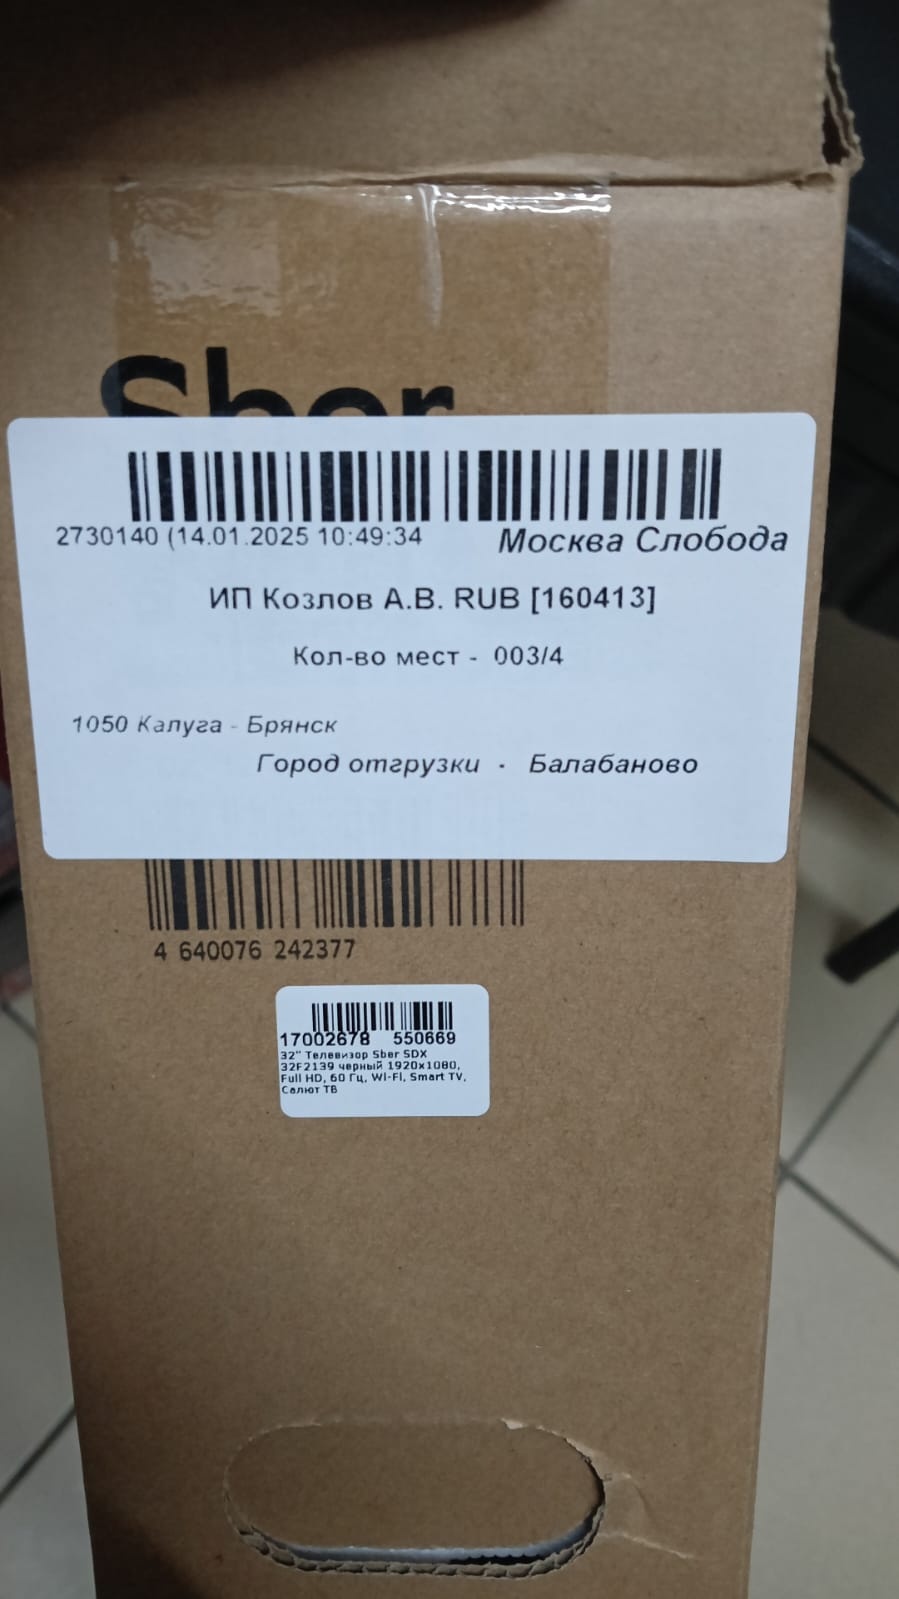 Sber
2730140 (14.01.2025 10:49:34
Москва Слобода
ИП Козлов А.В. RUB [160413]
Кол-во мест - 003/4
1050 Калуга - Брянск
Город отгрузки - Балабаново
4 640076 242377
17002678 550669
32" Телевизор Sber SDX
32F2139 черный 1920x1080,
Full HD, 60 Гц, Wi-Fi, Smart TV,
Салют ТВ